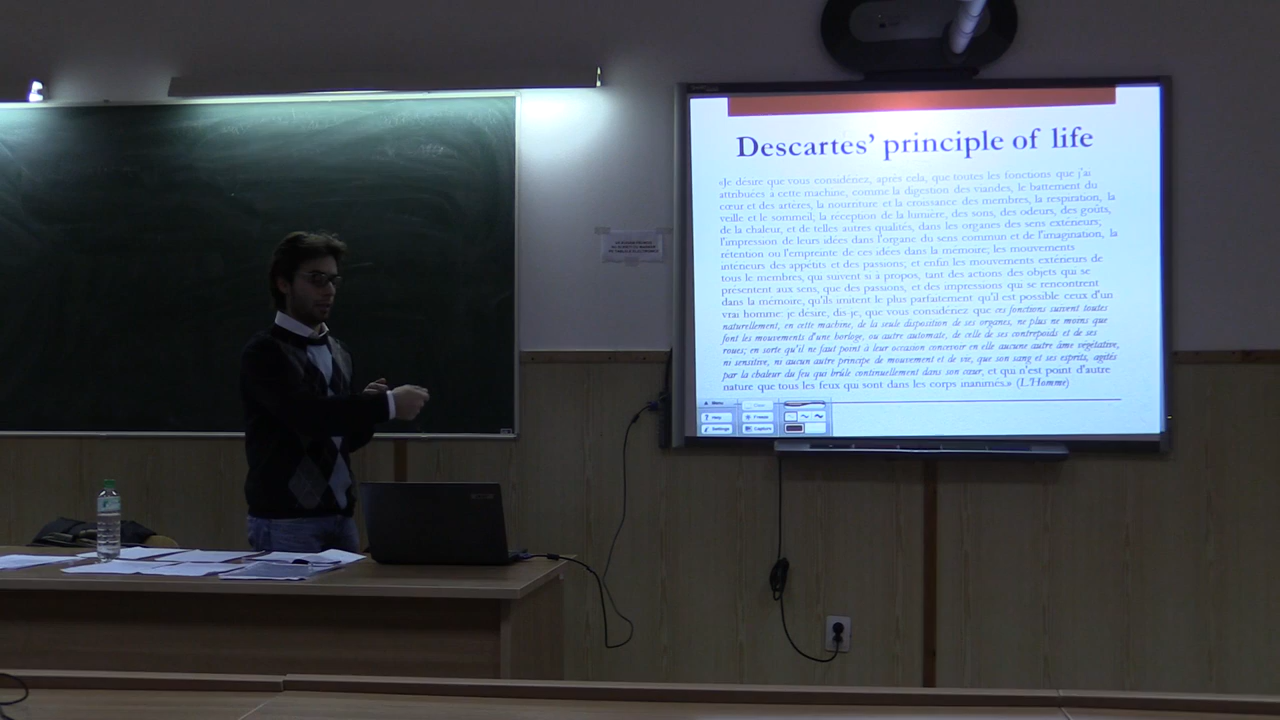 Descartes' principle of life
«Je désire que vous considériez, après cela, que toutes les fonctions que j'ai
attribuées à cette machine, comme la digestion des viandes, le battement du
cœur et des artères, la nourriture et la croissance des membres, la respiration, la
veille et le sommeil; la réception de la lumière, des sons, des odeurs, des goûts,
de la chaleur, et de telles autres qualités, dans les organes des sens extérieurs;
l'impression de leurs idées dans l'organe du sens commun et de l'imagination, la
rétention ou l'empreinte de ces idées dans la mémoire; les mouvements
intérieurs des appétits et des passions; et enfin les mouvements extérieurs de
tous le membres, qui suivent si à propos, tant des actions des objets qui se
présentent aux sens, que des passions, et des impressions qui se rencontrent
dans la mémoire, qu'ils imitent le plus parfaitement qu'il est possible ceux d'un
vrai homme: je désire, dis-je, que vous considériez que ces fonctions suivent toutes
naturellement, en cette machine, de la seule disposition de ses organes, ne plus ne moins que
font les mouvements d'une horloge, ou autre automate, de celle de ses contrepoids et de ses
roues; en sorte qu'il ne faut point à leur occasion concevoir en elle aucune autre âme végétative,
ni sensitive, ni aucun autre principe de mouvement et de vie, que son sang et ses esprits, agités
par la chaleur du feu qui brûle continuellement dans son cœur, et qui n'est point d'autre
nature que tous les feux qui sont dans les corps inanimés.» (L'Homme)
Menu
Clear
Help
Freeze
Settings
Capture